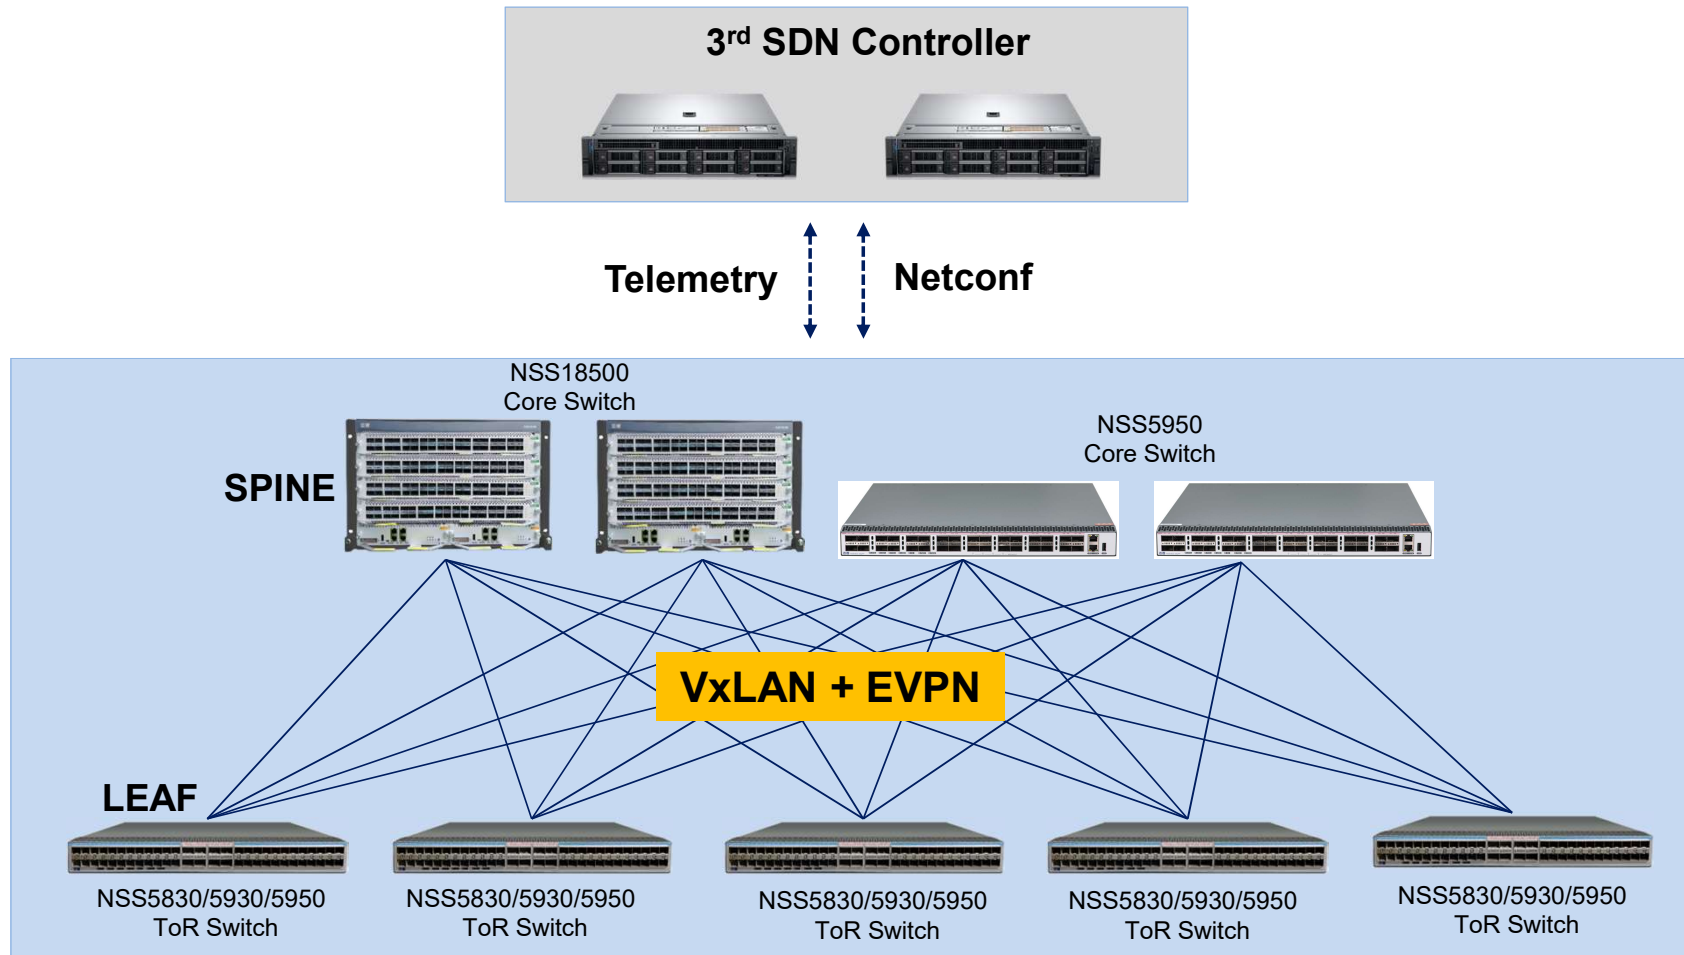 3rd SDN Controller
Telemetry
Netconf
NSS18500
Core Switch
NSS5950
Core Switch
SPINE
VxLAN + EVPN
LEAF
NSS5830/5930/5950
ToR Switch
NSS5830/5930/5950
ToR Switch
NSS5830/5930/5950
ToR Switch
NSS5830/5930/5950
ToR Switch
NSS5830/5930/5950
ToR Switch